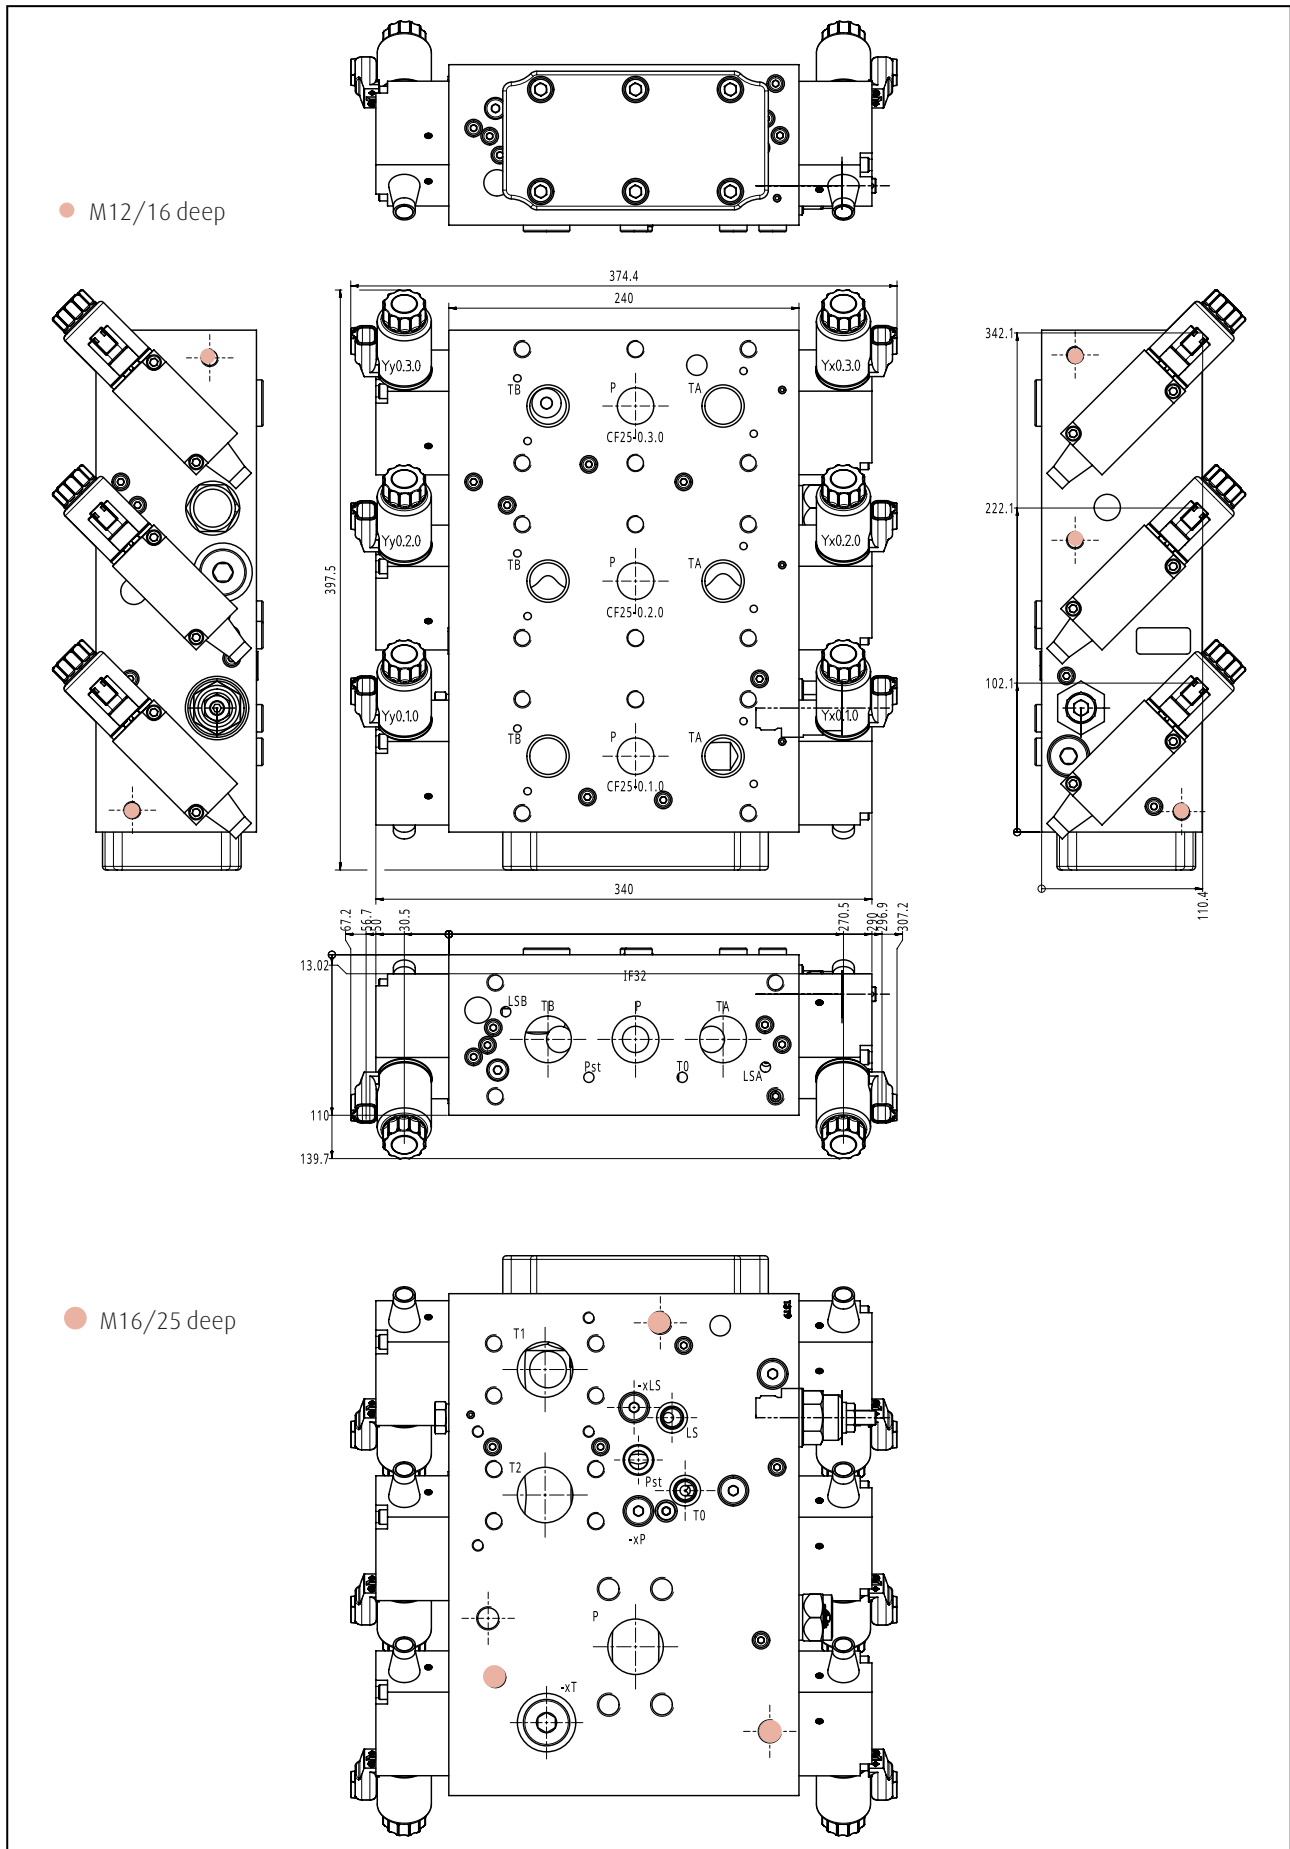 M12/16 deep
374.4
240
397.5
Yy0.3.0
Yx0.3.0
TB
P
TA
CF25-0.3.0
Yy0.2.0
Yx0.2.0
TB
P
TA
CF25-0.2.0
Yy0.1.0
Yx0.1.0
TB
P
TA
CF25-0.1.0
342.1
222.1
102.1
110.4
340
67.2
56.7
50
30.5
270.5
290
296.9
307.2
13.02
110
139.7
IF32
LSB
TB
P
TA
Pst
T0
LSA
M16/25 deep
T1
-xLS
LS
T2
Pst
T0
-xP
P
-xT